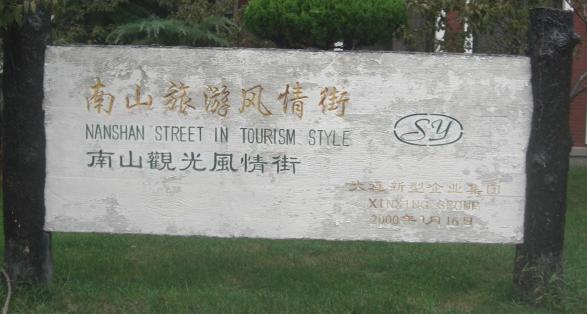 南山旅游风情街
NANSHAN STREET IN TOURISM STYLE
南山觀光風情街
SY
大连新型企业集团
XINXING GROUP
2000年1月16日